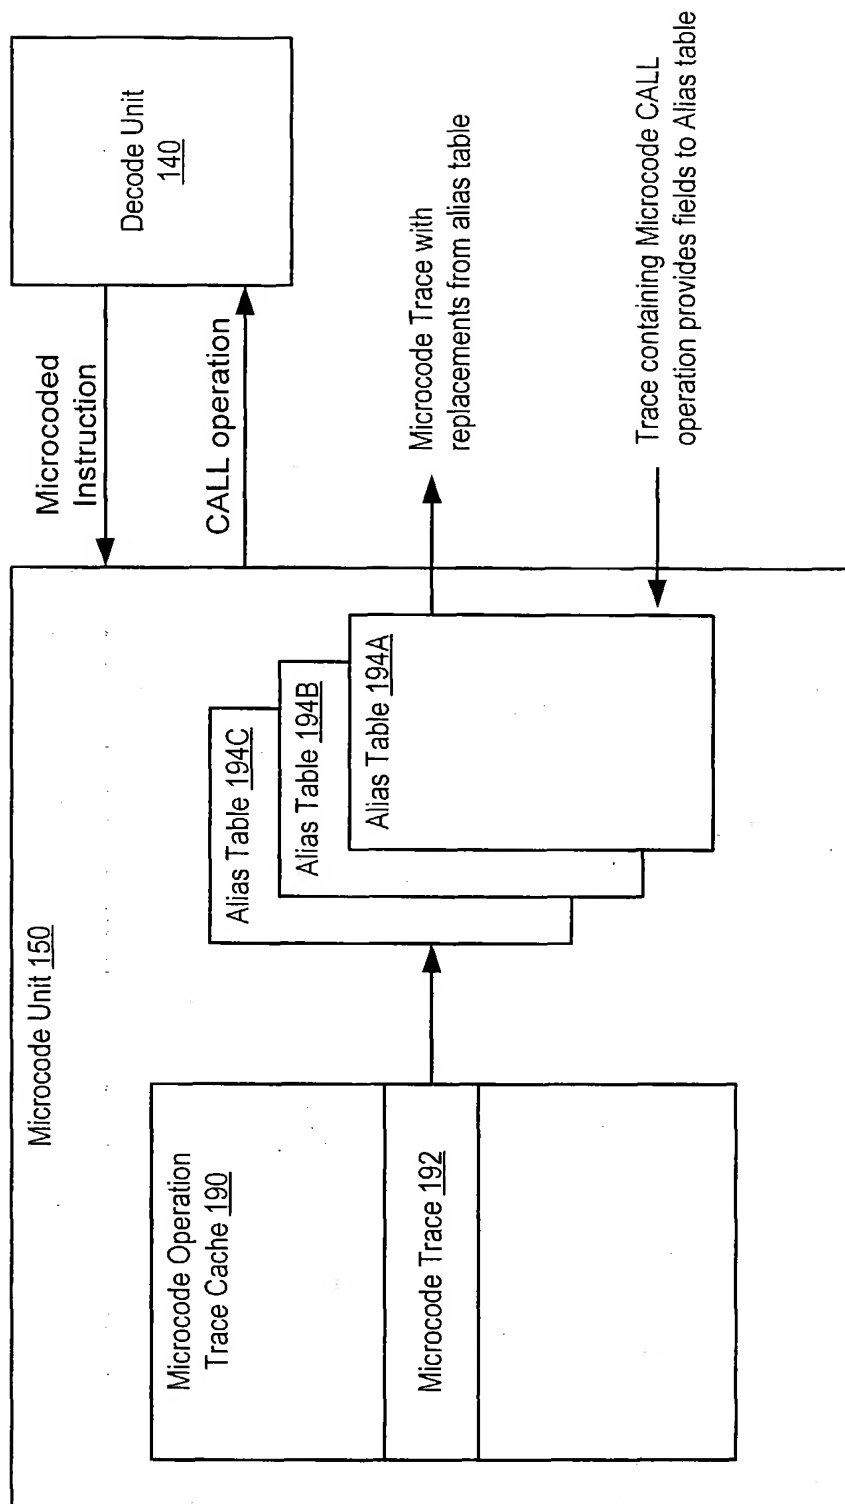 Microcode Unit 150
Microcode Operation
Trace Cache 190
Microcode Trace 192
Alias Table 194C
Alias Table 194B
Alias Table 194A
Microcoded
Instruction
CALL operation
Decode Unit
140
Microcode Trace with
replacements from alias table
Trace containing Microcode CALL
operation provides fields to Alias table